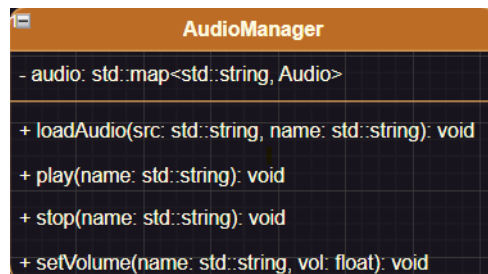 AudioManager
- audio: std::map<std::string, Audio>
+ loadAudio(src: std::string, name: std::string): void
+ play(name: std::string): void
+ stop(name: std::string): void
+ setVolume(name: std::string, vol: float): void